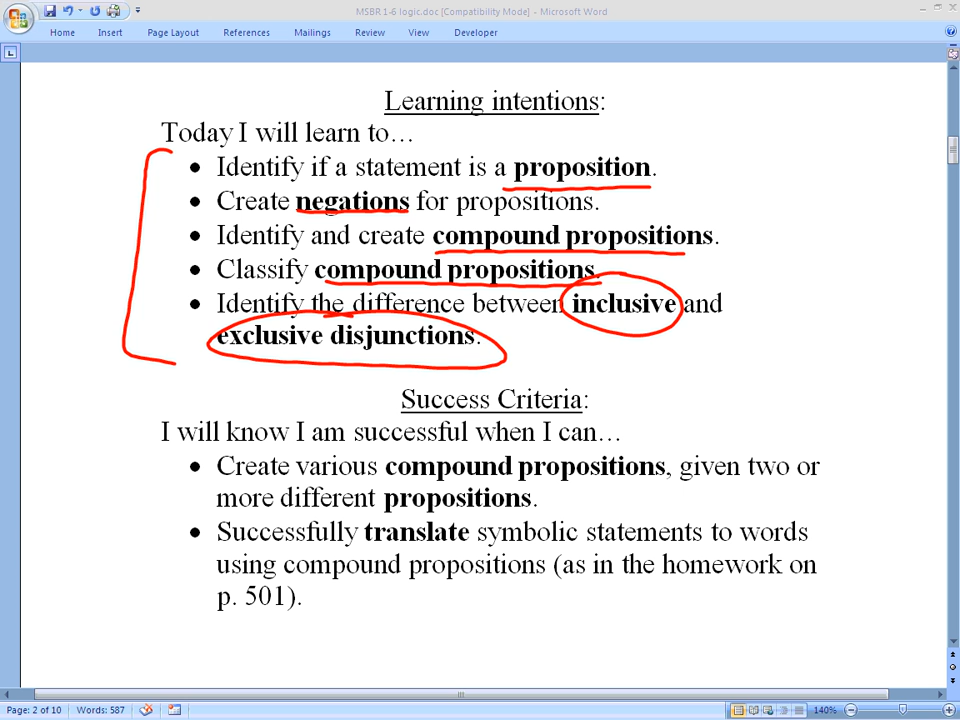 MSBR 1-6 logic.doc [Compatibility Mode] - Microsoft Word
Home Insert Page Layout References Mailings Review View Developer
Learning intentions:
Today I will learn to…
• Identify if a statement is a proposition.
• Create negations for propositions.
• Identify and create compound propositions.
• Classify compound propositions.
• Identify the difference between inclusive and
exclusive disjunctions.
Success Criteria:
I will know I am successful when I can…
• Create various compound propositions, given two or
more different propositions.
• Successfully translate symbolic statements to words
using compound propositions (as in the homework on
p. 501).
Page: 2 of 10 Words: 587 140%